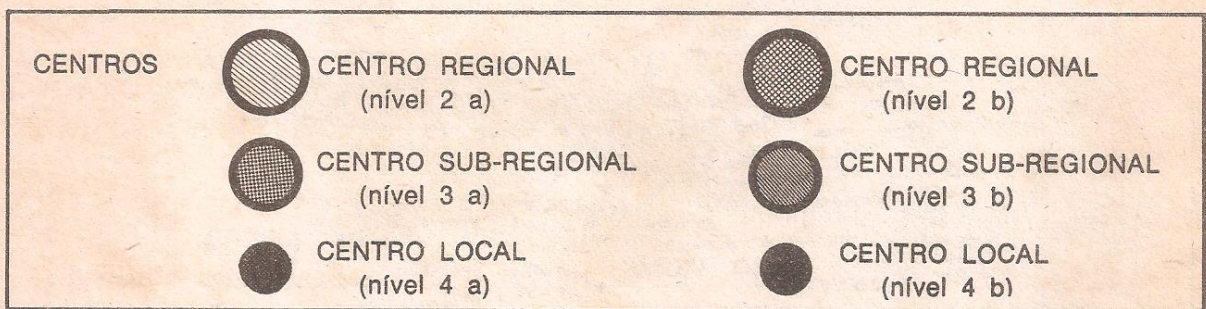 CENTROS
CENTRO REGIONAL
(nível 2 a)
CENTRO REGIONAL
(nível 2 b)
CENTRO SUB-REGIONAL
(nível 3 a)
CENTRO SUB-REGIONAL
(nível 3 b)
CENTRO LOCAL
(nível 4 a)
CENTRO LOCAL
(nível 4 b)